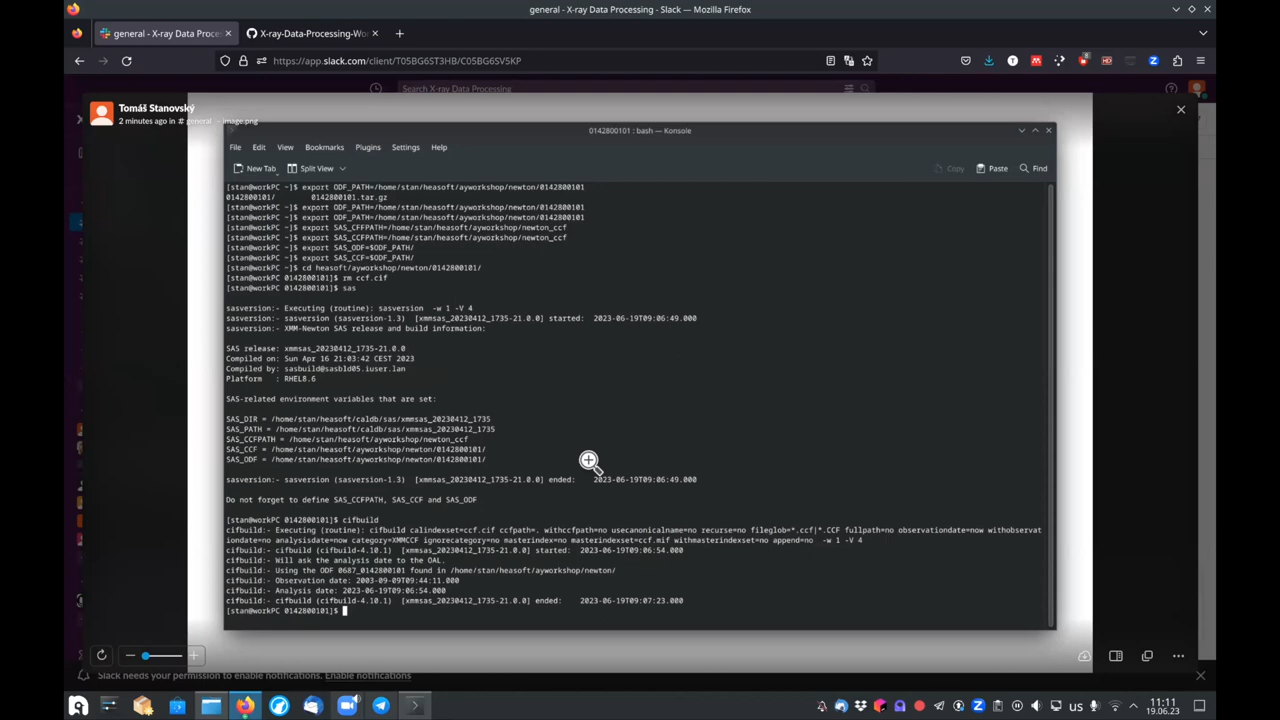 general - X-ray Data Processing - Slack — Mozilla Firefox
general - X-ray Data Proces
X-ray-Data-Processing-Wo
https://app.slack.com/client/T05BG6ST3HB/C05BG6SV5KP
Search X-ray Data Processing
Tomáš Stanovský
2 minutes ago in # general — image.png
0142800101 : bash — Konsole
File Edit View Bookmarks Plugins Settings Help
New Tab Split View Copy Paste Find
[stan@workPC ~]$ export ODF_PATH=/home/stan/heasoft/ayworkshop/newton/0142800101
0142800101/ 0142800101.tar.gz
[stan@workPC ~]$ export ODF_PATH=/home/stan/heasoft/ayworkshop/newton/0142800101
[stan@workPC ~]$ export ODF_PATH=/home/stan/heasoft/ayworkshop/newton/0142800101
[stan@workPC ~]$ export SAS_CFFPATH=/home/stan/heasoft/ayworkshop/newton_ccf
[stan@workPC ~]$ export SAS_CCFPATH=/home/stan/heasoft/ayworkshop/newton_ccf
[stan@workPC ~]$ export SAS_ODF=$ODF_PATH/
[stan@workPC ~]$ export SAS_CCF=$ODF_PATH/
[stan@workPC ~]$ cd heasoft/ayworkshop/newton/0142800101/
[stan@workPC 0142800101]$ rm ccf.cif
[stan@workPC 0142800101]$ sas
sasversion:- Executing (routine): sasversion -w 1 -V 4
sasversion:- sasversion (sasversion-1.3) [xmmsas_20230412_1735-21.0.0] started: 2023-06-19T09:06:49.000
sasversion:- XMM-Newton SAS release and build information:
SAS release: xmmsas_20230412_1735-21.0.0
Compiled on: Sun Apr 16 21:03:42 CEST 2023
Compiled by: sasbuild@sasbld05.iuser.lan
Platform : RHEL8.6
SAS-related environment variables that are set:
SAS_DIR = /home/stan/heasoft/caldb/sas/xmmsas_20230412_1735
SAS_PATH = /home/stan/heasoft/caldb/sas/xmmsas_20230412_1735
SAS_CCFPATH = /home/stan/heasoft/ayworkshop/newton_ccf
SAS_CCF = /home/stan/heasoft/ayworkshop/newton/0142800101/
SAS_ODF = /home/stan/heasoft/ayworkshop/newton/0142800101/
sasversion:- sasversion (sasversion-1.3) [xmmsas_20230412_1735-21.0.0] ended: 2023-06-19T09:06:49.000
Do not forget to define SAS_CCFPATH, SAS_CCF and SAS_ODF
[stan@workPC 0142800101]$ cifbuild
cifbuild:- Executing (routine): cifbuild calindexset=ccf.cif ccfpath=. withccfpath=no usecanonicalname=no recurse=no fileglob=*.ccf|*.CCF fullpath=no observationdate=now withobservat
iondate=no analysisdate=now category=XMMCCF ignorecategory=no masterindex=no masterindexset=ccf.mif withmasterindexset=no append=no -w 1 -V 4
cifbuild:- cifbuild (cifbuild-4.10.1) [xmmsas_20230412_1735-21.0.0] started: 2023-06-19T09:06:54.000
cifbuild:- Will ask the analysis date to the OAL.
cifbuild:- Using the ODF 0687_0142800101 found in /home/stan/heasoft/ayworkshop/newton/
cifbuild:- Observation date: 2003-09-09T09:44:11.000
cifbuild:- Analysis date: 2023-06-19T09:06:54.000
cifbuild:- cifbuild (cifbuild-4.10.1) [xmmsas_20230412_1735-21.0.0] ended: 2023-06-19T09:07:23.000
[stan@workPC 0142800101]$
Slack needs your permission to enable notifications. Enable notifications
us
11:11
19.06.23